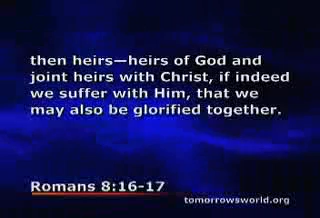 then heirs—heirs of God and
joint heirs with Christ, if indeed
we suffer with Him, that we
may also be glorified together.
Romans 8:16-17
tomorrowsworld.org